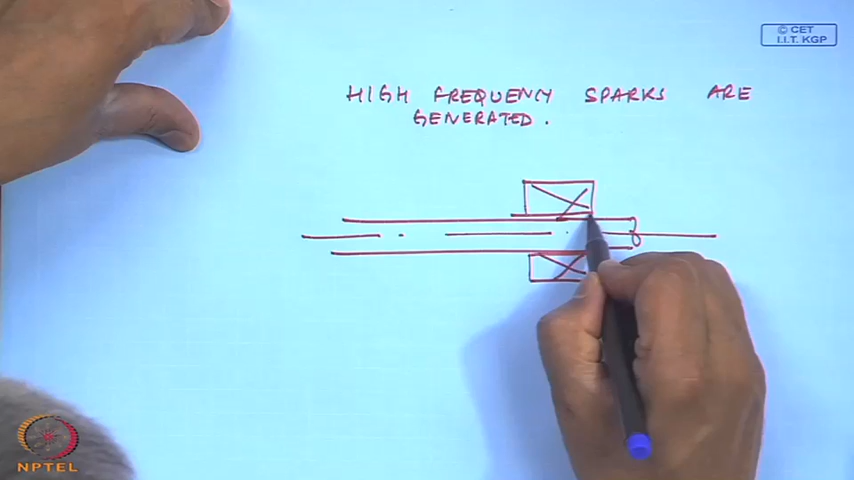 © CET
I.I.T. KGP
HIGH FREQUENCY SPARKS ARE
GENERATED.
NPTEL